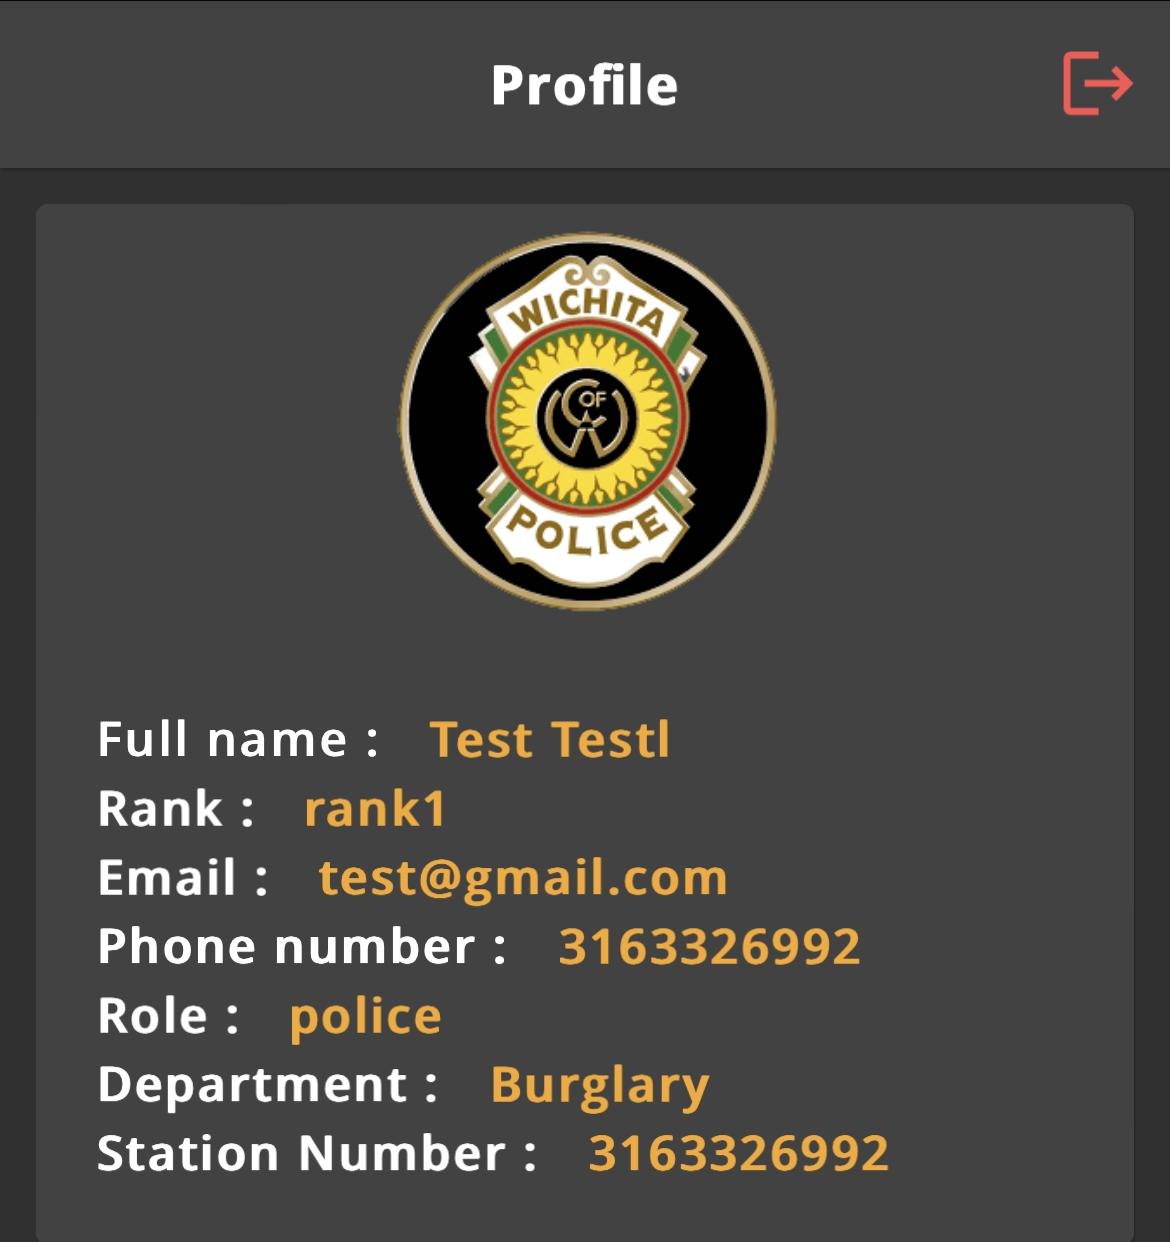 Profile
WICHITA
C OF W
POLICE
Full name : Test Testl
Rank : rank1
Email : test@gmail.com
Phone number : 3163326992
Role : police
Department : Burglary
Station Number : 3163326992